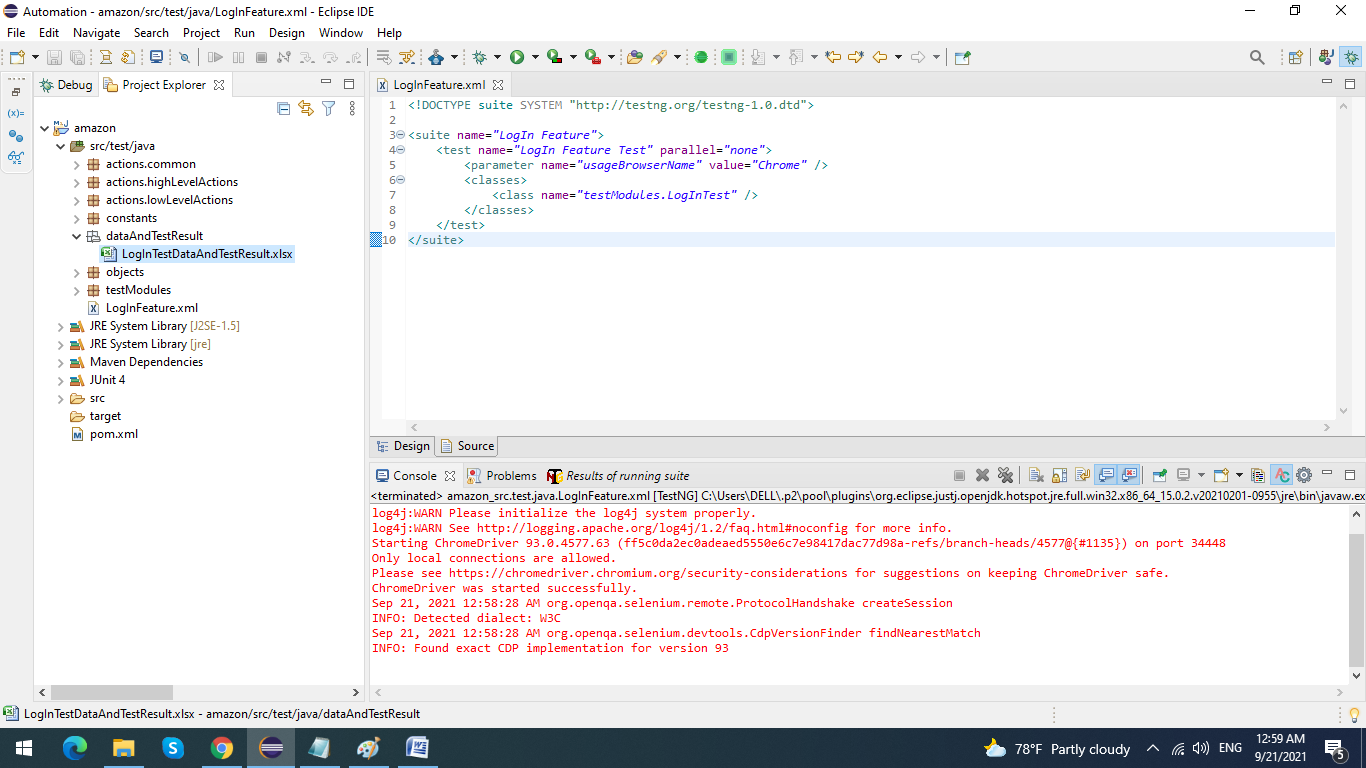 Automation - amazon/src/test/java/LogInFeature.xml - Eclipse IDE
File Edit Navigate Search Project Run Design Window Help
Debug Project Explorer
amazon
src/test/java
actions.common
actions.highLevelActions
actions.lowLevelActions
constants
dataAndTestResult
LogInTestDataAndTestResult.xlsx
objects
testModules
LogInFeature.xml
JRE System Library [J2SE-1.5]
JRE System Library [jre]
Maven Dependencies
JUnit 4
src
target
pom.xml
LogInFeature.xml
1 <!DOCTYPE suite SYSTEM "http://testng.org/testng-1.0.dtd">
2
3 <suite name="LogIn Feature">
4 <test name="LogIn Feature Test" parallel="none">
5 <parameter name="usageBrowserName" value="Chrome" />
6 <classes>
7 <class name="testModules.LogInTest" />
8 </classes>
9 </test>
10 </suite>
Design Source
Console Problems Results of running suite
<terminated> amazon_src.test.java.LogInFeature.xml [TestNG] C:\Users\DELL\.p2\pool\plugins\org.eclipse.justj.openjdk.hotspot.jre.full.win32.x86_64_15.0.2.v20210201-0955\jre\bin\javaw.ex
log4j:WARN Please initialize the log4j system properly.
log4j:WARN See http://logging.apache.org/log4j/1.2/faq.html#noconfig for more info.
Starting ChromeDriver 93.0.4577.63 (ff5c0da2ec0adeaed5550e6c7e98417dac77d98a-refs/branch-heads/4577@{#1135}) on port 34448
Only local connections are allowed.
Please see https://chromedriver.chromium.org/security-considerations for suggestions on keeping ChromeDriver safe.
ChromeDriver was started successfully.
Sep 21, 2021 12:58:28 AM org.openqa.selenium.remote.ProtocolHandshake createSession
INFO: Detected dialect: W3C
Sep 21, 2021 12:58:28 AM org.openqa.selenium.devtools.CdpVersionFinder findNearestMatch
INFO: Found exact CDP implementation for version 93
LogInTestDataAndTestResult.xlsx - amazon/src/test/java/dataAndTestResult
78°F Partly cloudy ENG 12:59 AM
9/21/2021 5